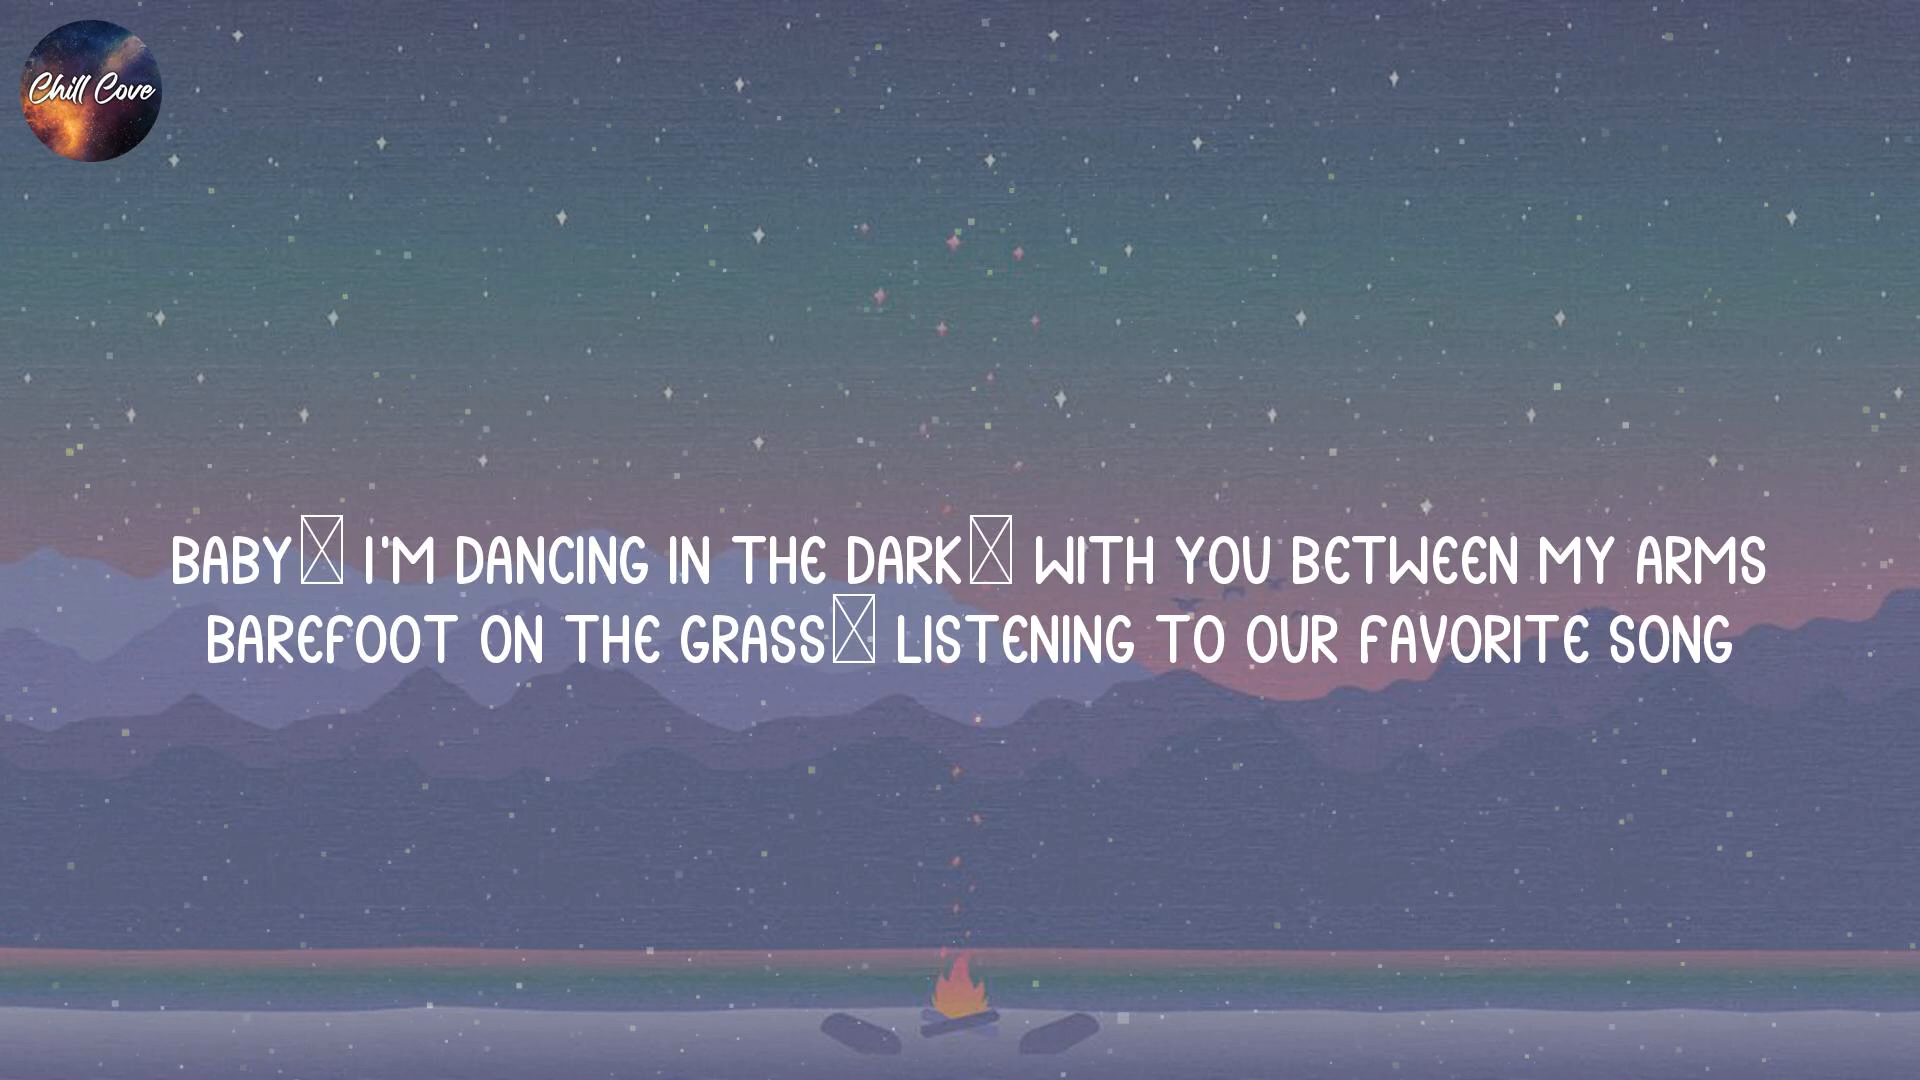 Chill Cove
BABY☒ I'M DANCING IN THE DARK☒ WITH YOU BETWEEN MY ARMS
BAREFOOT ON THE GRASS☒ LISTENING TO OUR FAVORITE SONG